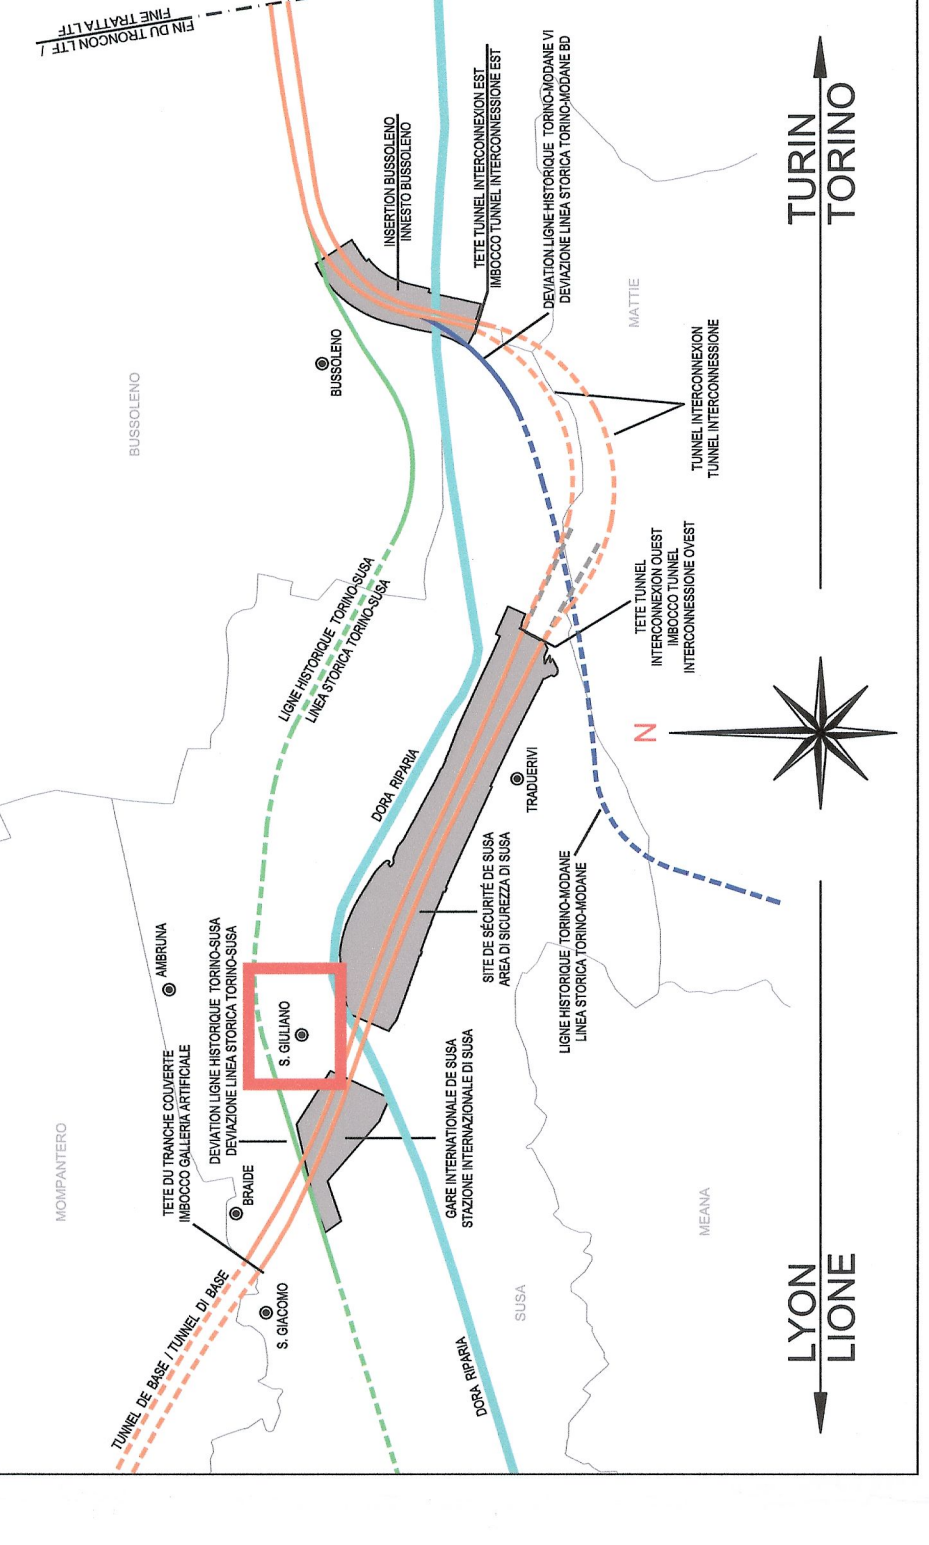 FIN DU TRONCON LTF /
FINE TRATTA LTF
INSERTION BUSSOLENO
INNESTO BUSSOLENO
TETE TUNNEL INTERCONNEXION EST
IMBOCCO TUNNEL INTERCONNESSIONE EST
DEVIATION LIGNE HISTORIQUE TORINO-MODANE VI
DEVIAZIONE LINEA STORICA TORINO-MODANE BD
TURIN
TORINO
BUSSOLENO
BUSSOLENO
MATTIE
TUNNEL INTERCONNEXION
TUNNEL INTERCONNESSIONE
LIGNE HISTORIQUE TORINO-SUSA
LINEA STORICA TORINO-SUSA
TETE TUNNEL
INTERCONNEXION OUEST
IMBOCCO TUNNEL
INTERCONNESSIONE OVEST
N
DORA RIPARIA
TRADUERIVI
SITE DE SÉCURITÉ DE SUSA
AREA DI SICUREZZA DI SUSA
LIGNE HISTORIQUE TORINO-MODANE
LINEA STORICA TORINO-MODANE
AMBRUNA
S. GIULIANO
DEVIATION LIGNE HISTORIQUE TORINO-SUSA
DEVIAZIONE LINEA STORICA TORINO-SUSA
TETE DU TRANCHE COUVERTE
IMBOCCO GALLERIA ARTIFICIALE
GARE INTERNATIONALE DE SUSA
STAZIONE INTERNAZIONALE DI SUSA
MOMPANTERO
BRAIDE
MEANA
S. GIACOMO
SUSA
TUNNEL DE BASE / TUNNEL DI BASE
DORA RIPARIA
LYON
LIONE